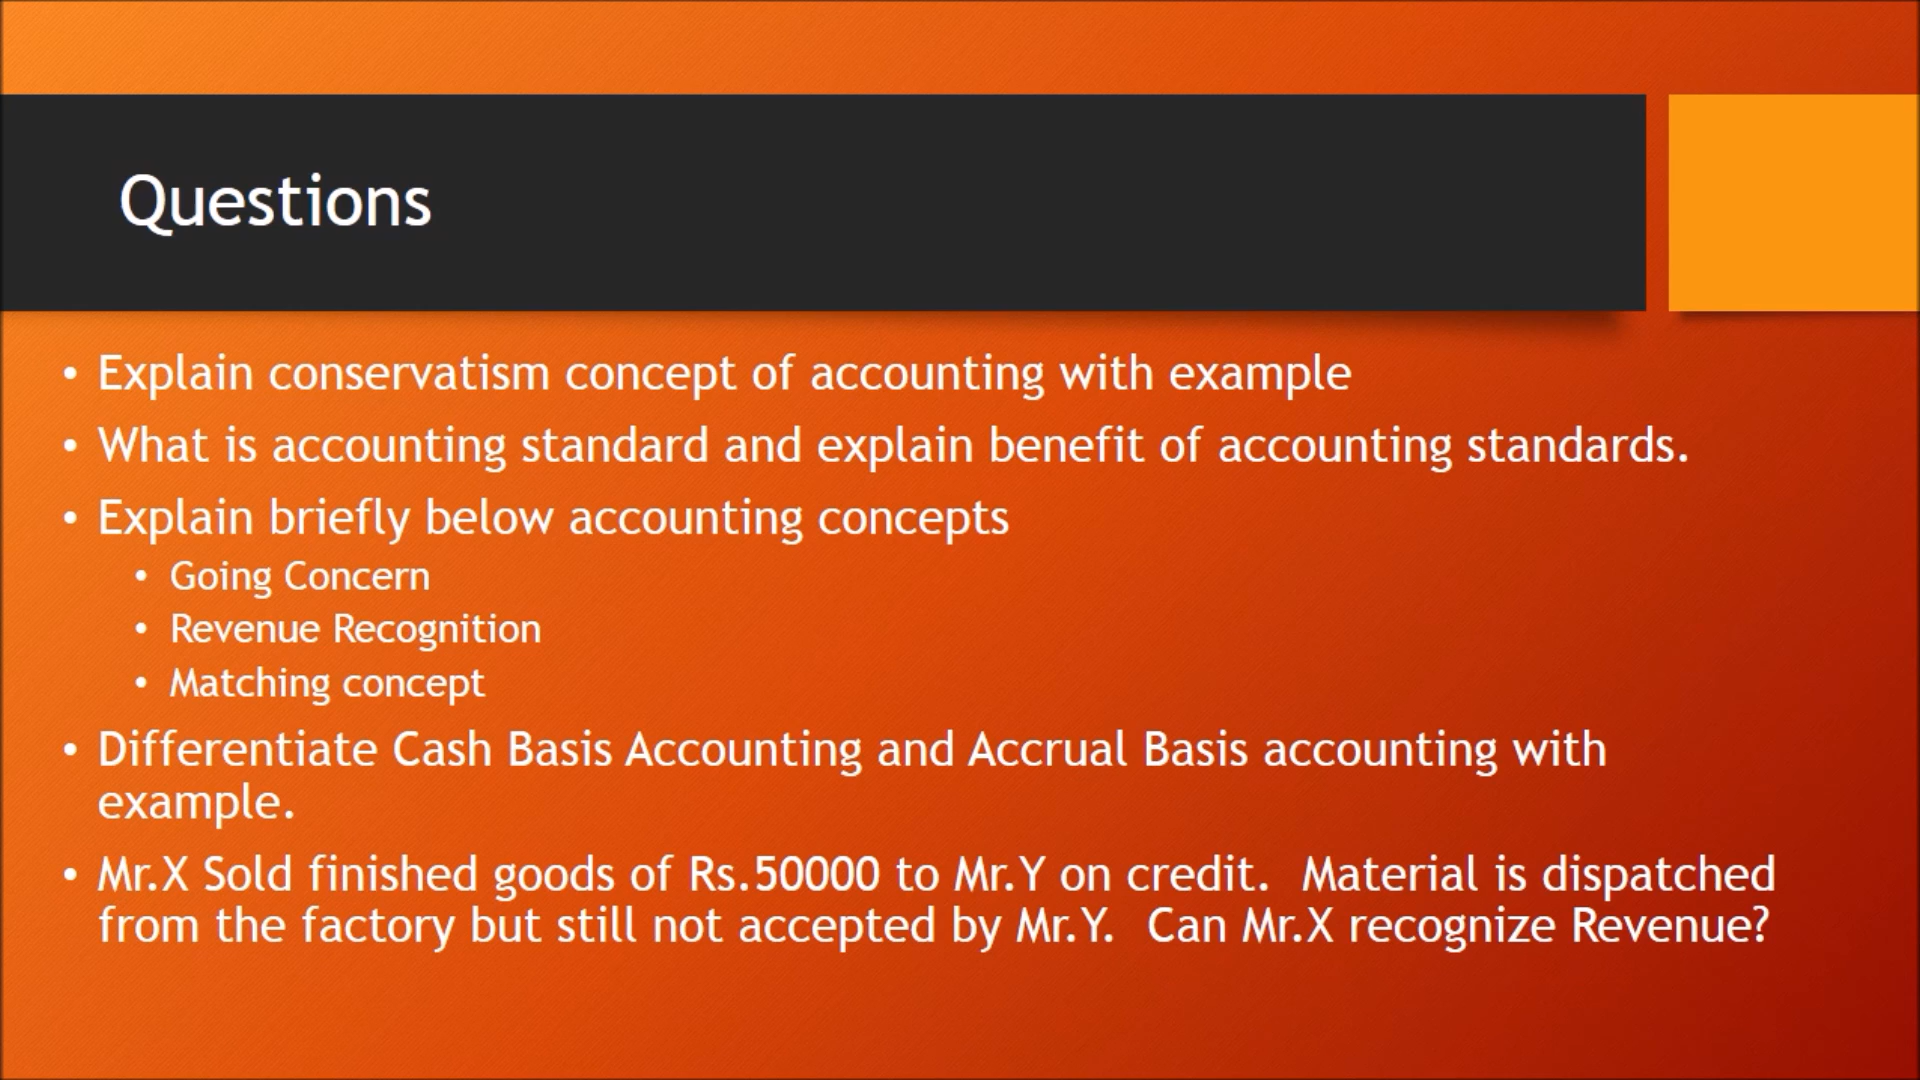 Questions
• Explain conservatism concept of accounting with example
• What is accounting standard and explain benefit of accounting standards.
• Explain briefly below accounting concepts
• Going Concern
• Revenue Recognition
• Matching concept
• Differentiate Cash Basis Accounting and Accrual Basis accounting with
example.
• Mr.X Sold finished goods of Rs.50000 to Mr.Y on credit.  Material is dispatched
from the factory but still not accepted by Mr.Y.  Can Mr.X recognize Revenue?